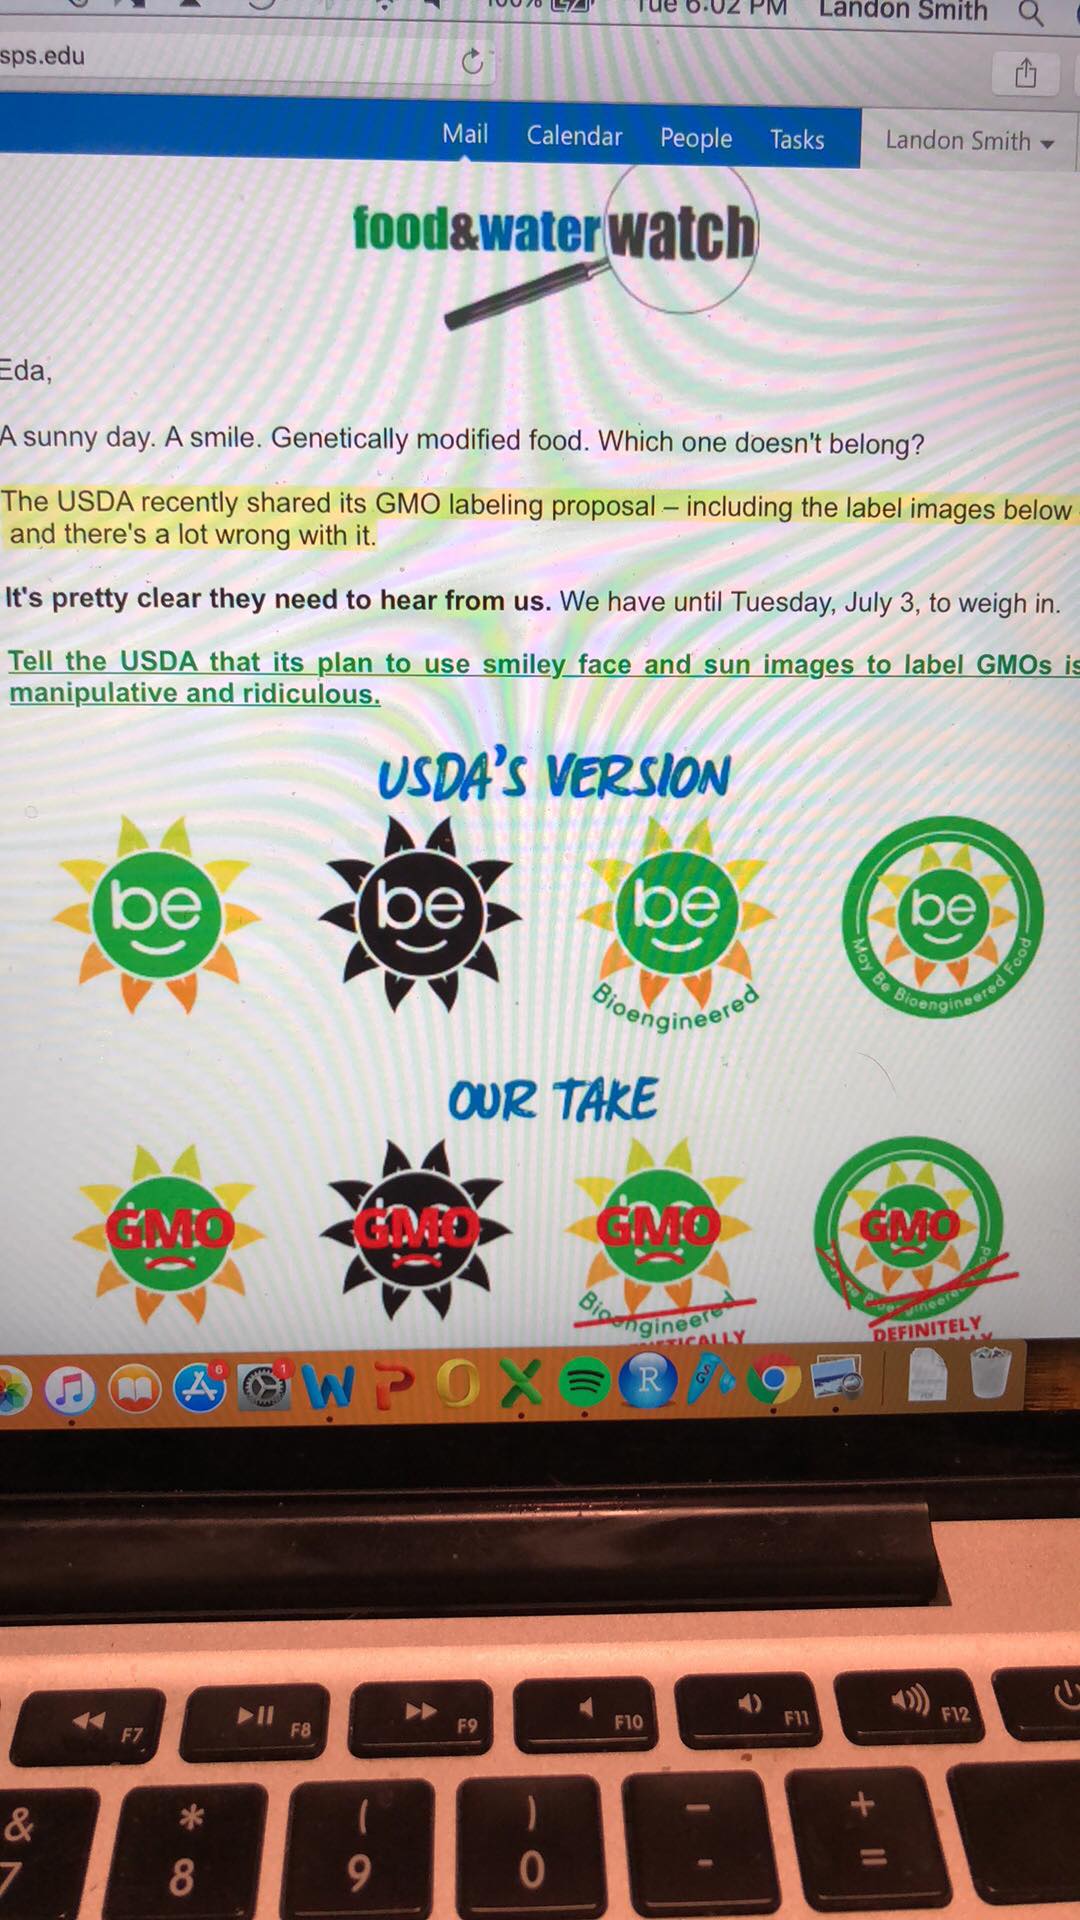 100%
Tue 6:02 PM Landon Smith
sps.edu
Mail Calendar People Tasks Landon Smith
food&waterwatch
Eda,
A sunny day. A smile. Genetically modified food. Which one doesn't belong?
The USDA recently shared its GMO labeling proposal – including the label images below
and there's a lot wrong with it.
It's pretty clear they need to hear from us. We have until Tuesday, July 3, to weigh in.
Tell the USDA that its plan to use smiley face and sun images to label GMOs is
manipulative and ridiculous.
USDA'S VERSION
be
be
be
Bioengineered
be
May Be Bioengineered Food
OUR TAKE
GMO
GMO
GMO
Bioengineered
GMO
DEFINITELY
6
1
W P O X R
PDF
F7 F8 F9 F10 F11 F12
& * ( ) – +
7 8 9 0 - =